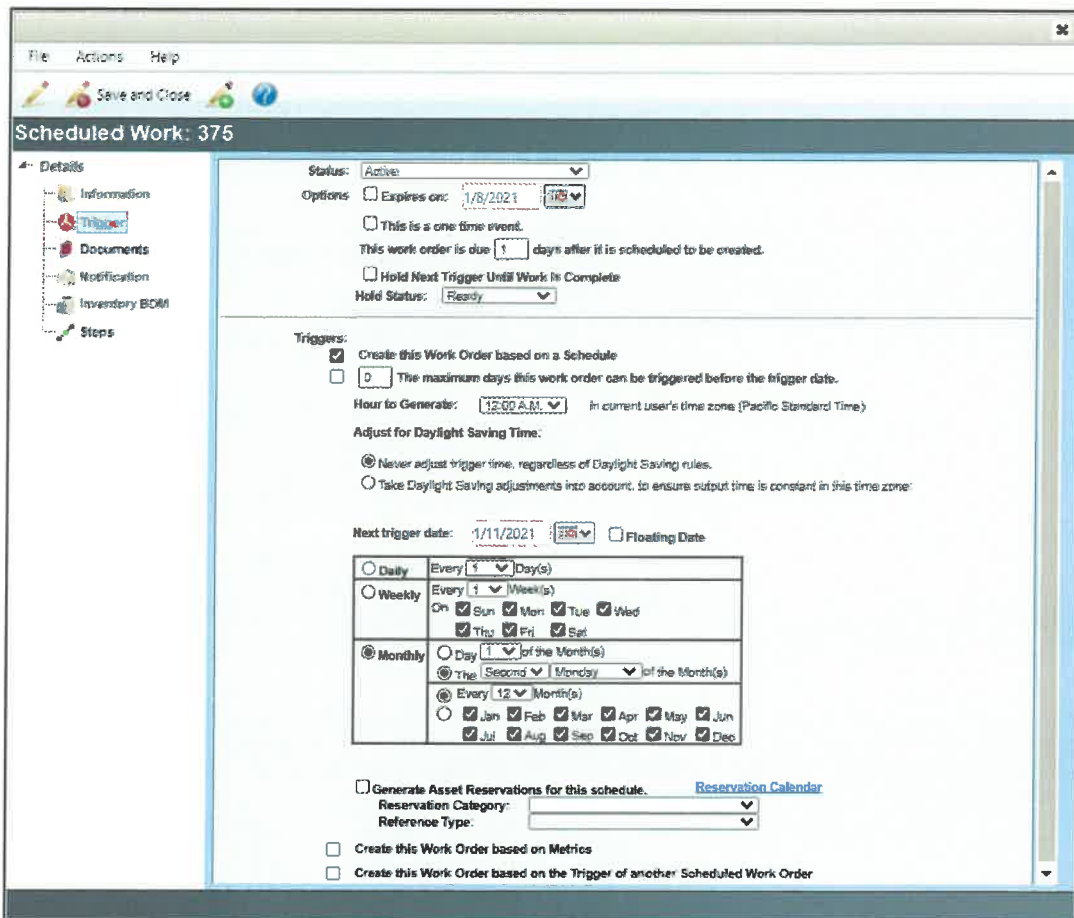 File Actions Help
Save and Close
Scheduled Work: 375
Details
Information
Trigger
Documents
Notification
Inventory BOM
Steps
Status: Active
Options Expires on: 1/8/2021
This is a one time event.
This work order is due 1 days after it is scheduled to be created.
Hold Next Trigger Until Work Is Complete
Hold Status: Ready
Triggers:
Create this Work Order based on a Schedule
0 The maximum days this work order can be triggered before the trigger date.
Hour to Generate: 12:00 A.M. in current user's time zone (Pacific Standard Time)
Adjust for Daylight Saving Time:
Never adjust trigger time, regardless of Daylight Saving rules.
Take Daylight Saving adjustments into account, to ensure output time is constant in this time zone:
Next trigger date: 1/11/2021 Floating Date
Daily Every 1 Day(s)
Weekly Every 1 Week(s)
On Sun Mon Tue Wed
Thu Fri Sat
Monthly Day 1 of the Month(s)
The Second Monday of the Month(s)
Every 12 Month(s)
Jan Feb Mar Apr May Jun
Jul Aug Sep Oct Nov Dec
Generate Asset Reservations for this schedule. Reservation Calendar
Reservation Category:
Reference Type:
Create this Work Order based on Metrics
Create this Work Order based on the Trigger of another Scheduled Work Order